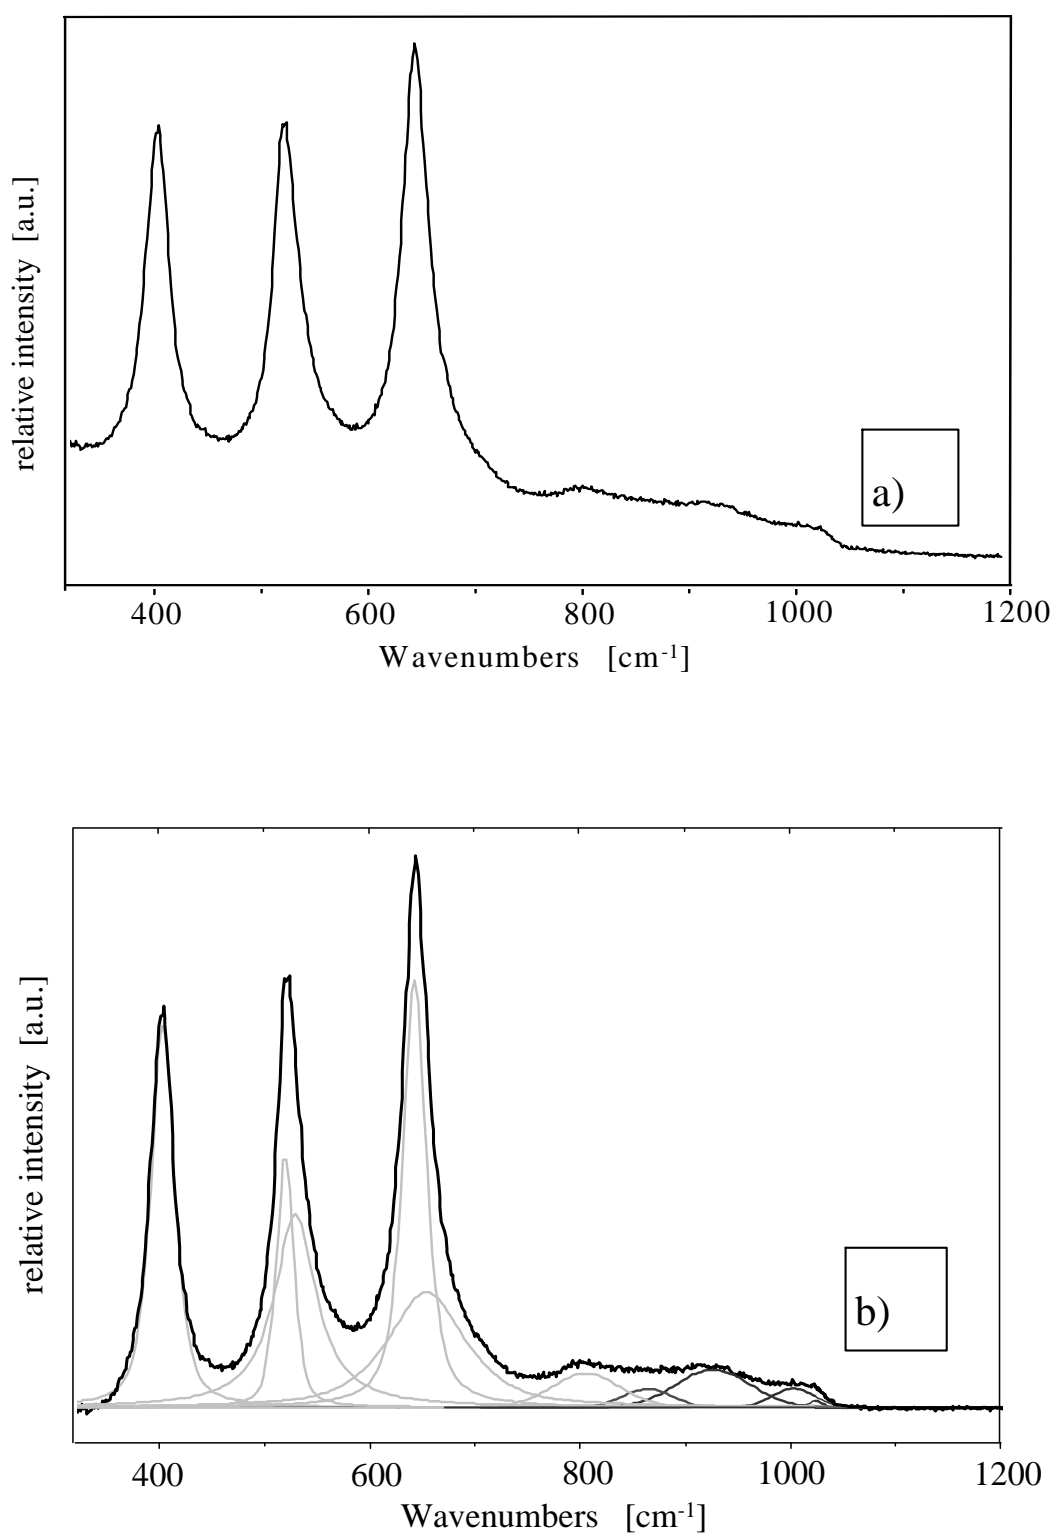 relative intensity [a.u.]
a)
400 600 800 1000 1200
Wavenumbers [cm-1]
relative intensity [a.u.]
b)
400 600 800 1000 1200
Wavenumbers [cm-1]